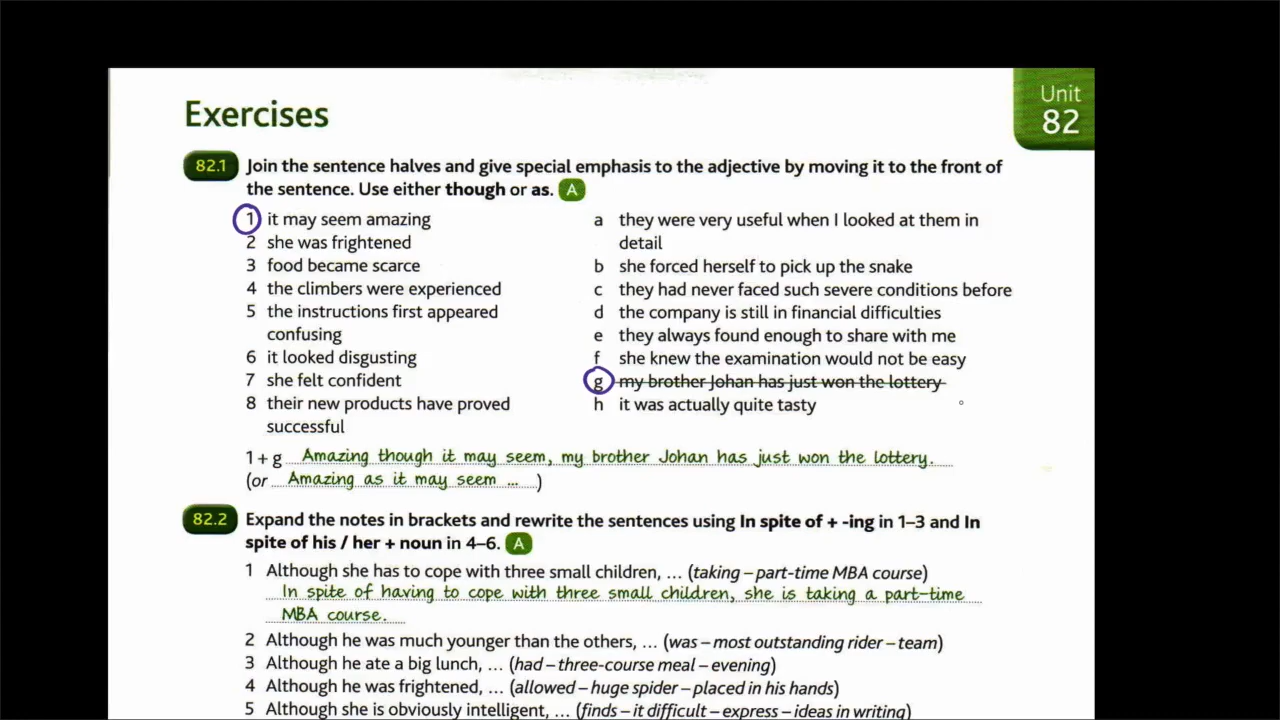 Unit
82
Exercises
82.1 Join the sentence halves and give special emphasis to the adjective by moving it to the front of
the sentence. Use either though or as. A
1 it may seem amazing
2 she was frightened
3 food became scarce
4 the climbers were experienced
5 the instructions first appeared
confusing
6 it looked disgusting
7 she felt confident
8 their new products have proved
successful
a they were very useful when I looked at them in
detail
b she forced herself to pick up the snake
c they had never faced such severe conditions before
d the company is still in financial difficulties
e they always found enough to share with me
f she knew the examination would not be easy
g my brother Johan has just won the lottery
h it was actually quite tasty
1 + g Amazing though it may seem, my brother Johan has just won the lottery.
(or Amazing as it may seem ... )
82.2 Expand the notes in brackets and rewrite the sentences using In spite of + -ing in 1–3 and In
spite of his / her + noun in 4–6. A
1 Although she has to cope with three small children, ... (taking – part-time MBA course)
In spite of having to cope with three small children, she is taking a part-time
MBA course.
2 Although he was much younger than the others, ... (was – most outstanding rider – team)
3 Although he ate a big lunch, ... (had – three-course meal – evening)
4 Although he was frightened, ... (allowed – huge spider – placed in his hands)
5 Although she is obviously intelligent, ... (finds – it difficult – express – ideas in writing)